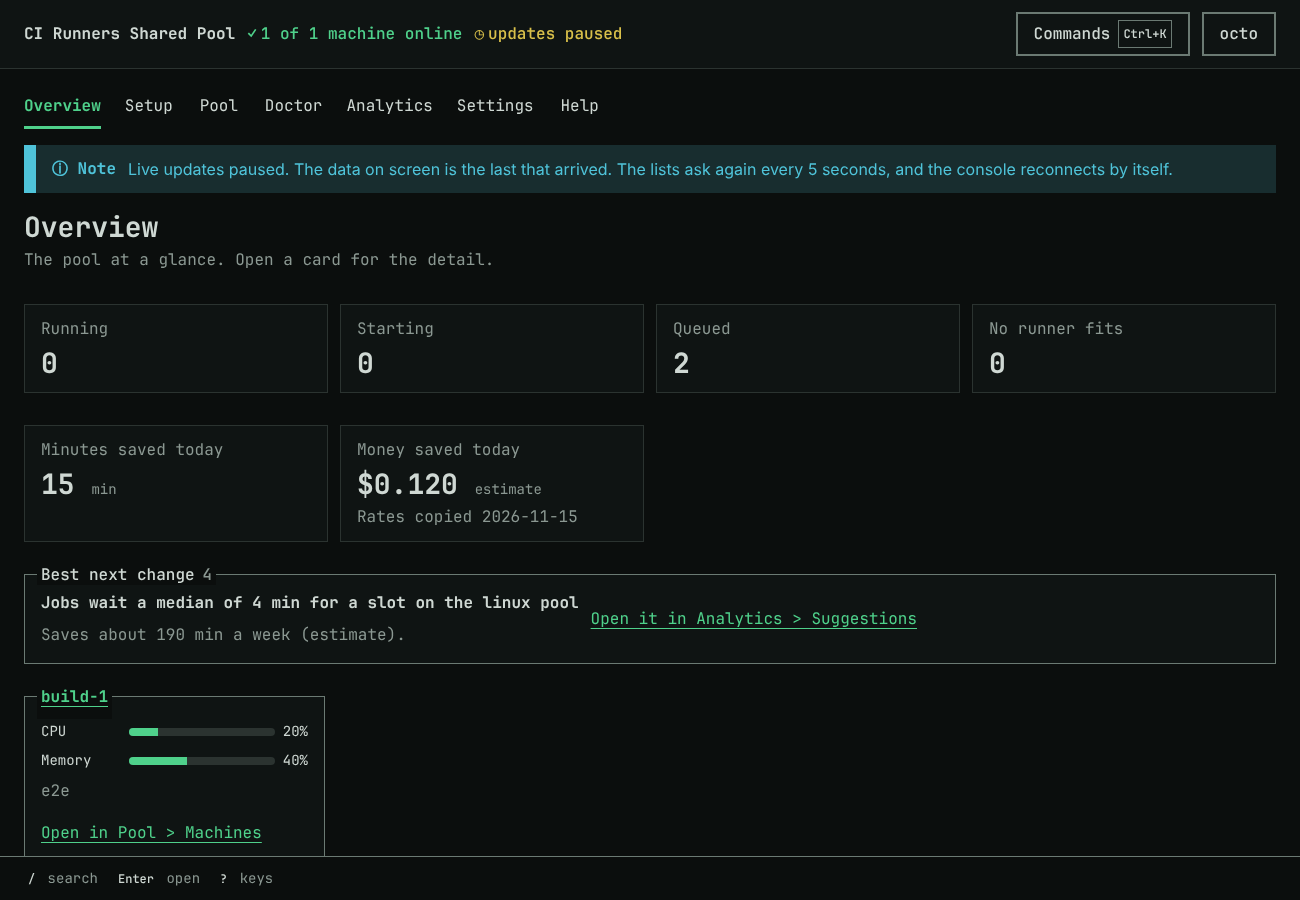 CI Runners Shared Pool ✓ 1 of 1 machine online ◷ updates paused Commands Ctrl+K octo
Overview Setup Pool Doctor Analytics Settings Help
ⓘ Note Live updates paused. The data on screen is the last that arrived. The lists ask again every 5 seconds, and the console reconnects by itself.
Overview
The pool at a glance. Open a card for the detail.
Running Starting Queued No runner fits
0 0 2 0
Minutes saved today Money saved today
15 min $0.120 estimate
Rates copied 2026-11-15
Best next change 4
Jobs wait a median of 4 min for a slot on the linux pool
Open it in Analytics > Suggestions
Saves about 190 min a week (estimate).
build-1
CPU 20%
Memory 40%
e2e
Open in Pool > Machines
/ search Enter open ? keys